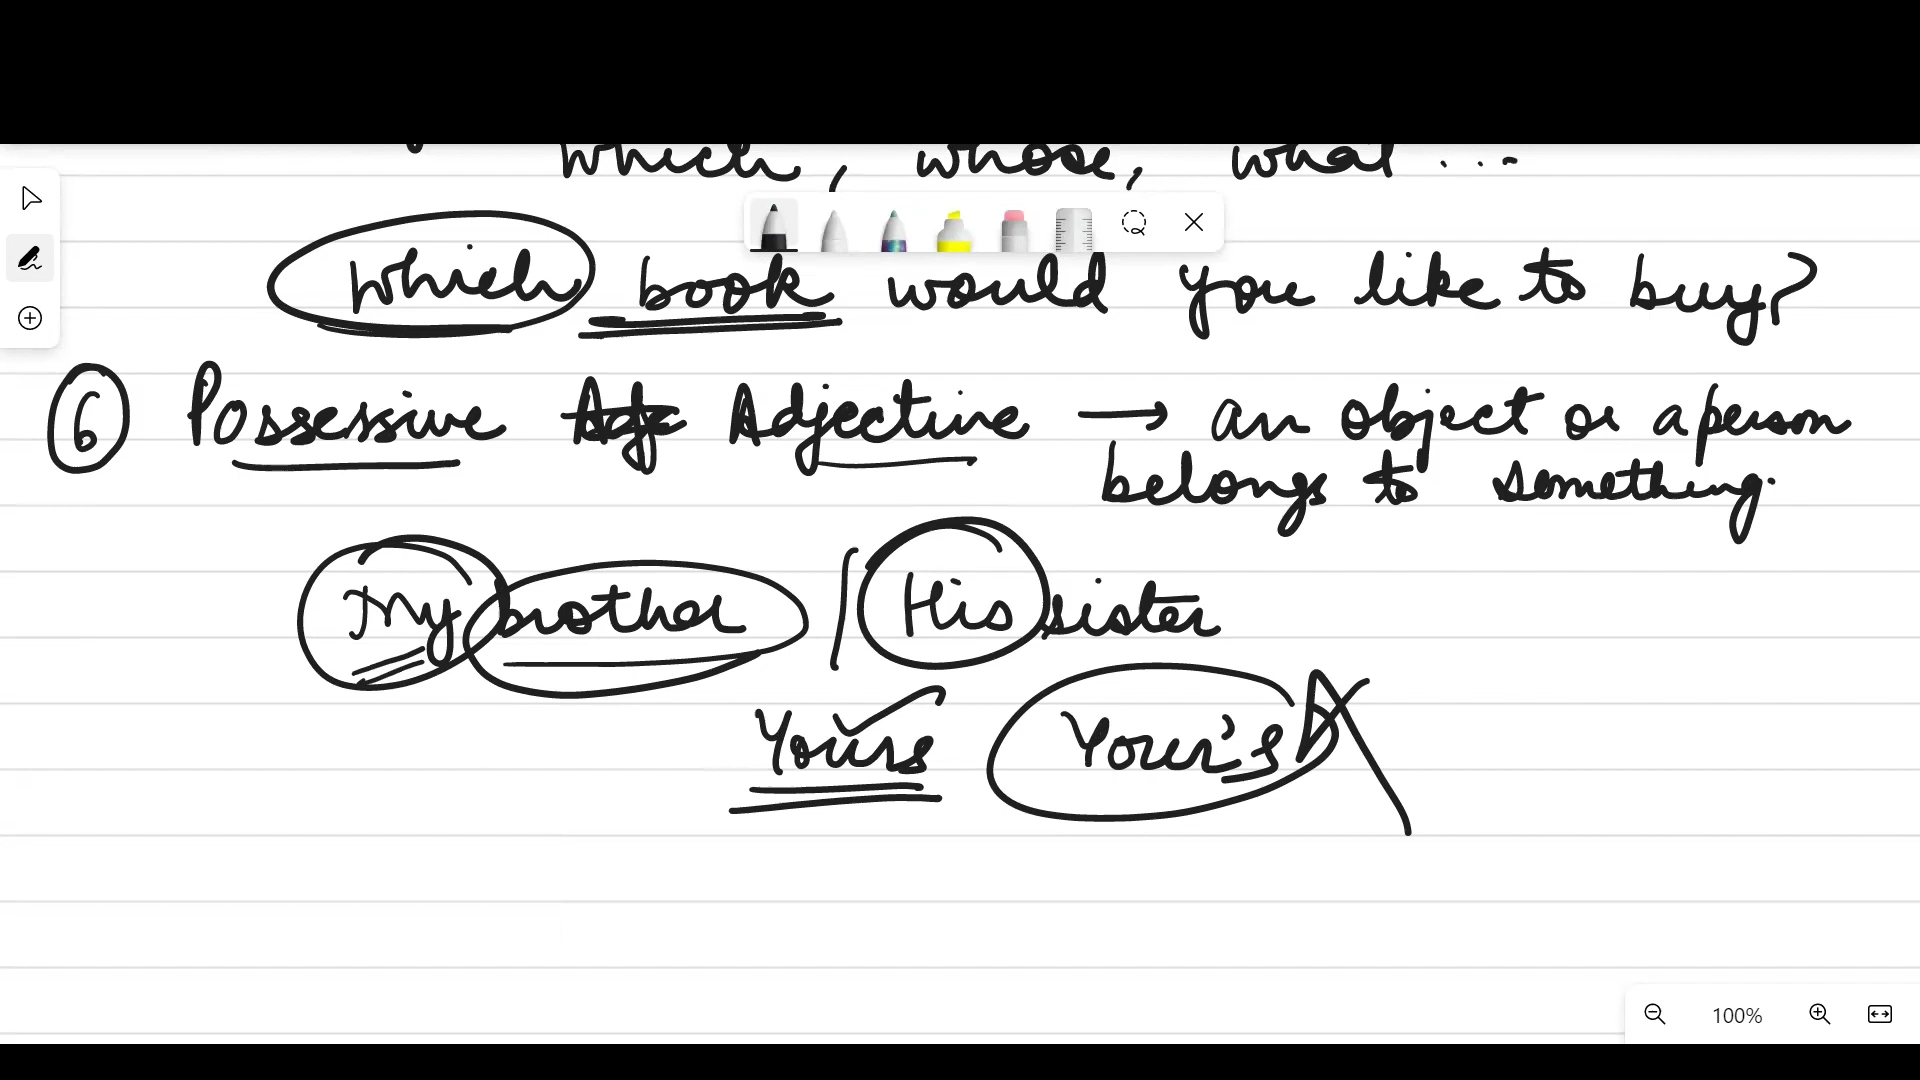 which, whose, what ...
which book would you like to buy?
6 Possessive Adjective → an object or a person
belongs to something.
My brother / His sister
Yours Your's
100%